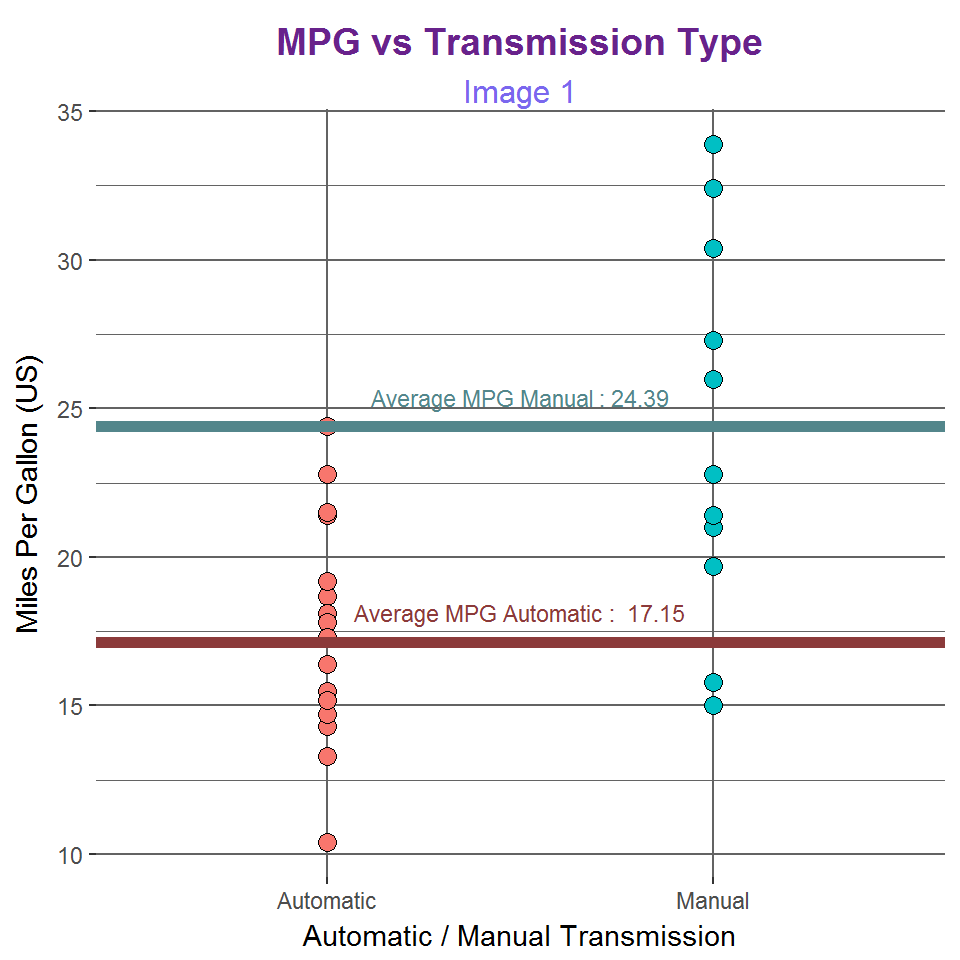 MPG vs Transmission Type
Image 1
35
30
25
20
15
10
Miles Per Gallon (US)
Average MPG Manual : 24.39
Average MPG Automatic :  17.15
Automatic
Manual
Automatic / Manual Transmission